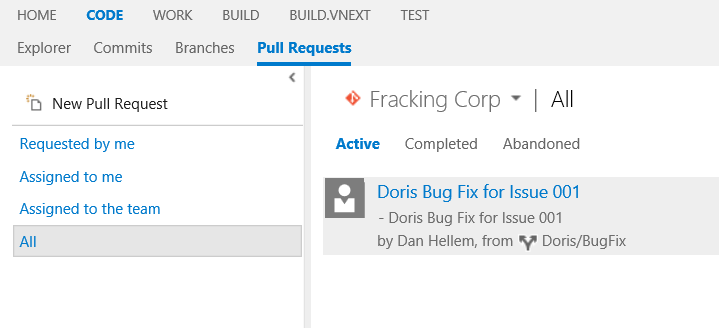 HOME CODE WORK BUILD BUILD.VNEXT TEST
Explorer Commits Branches Pull Requests
New Pull Request
Requested by me
Assigned to me
Assigned to the team
All
Fracking Corp | All
Active Completed Abandoned
Doris Bug Fix for Issue 001
- Doris Bug Fix for Issue 001
by Dan Hellem, from Doris/BugFix